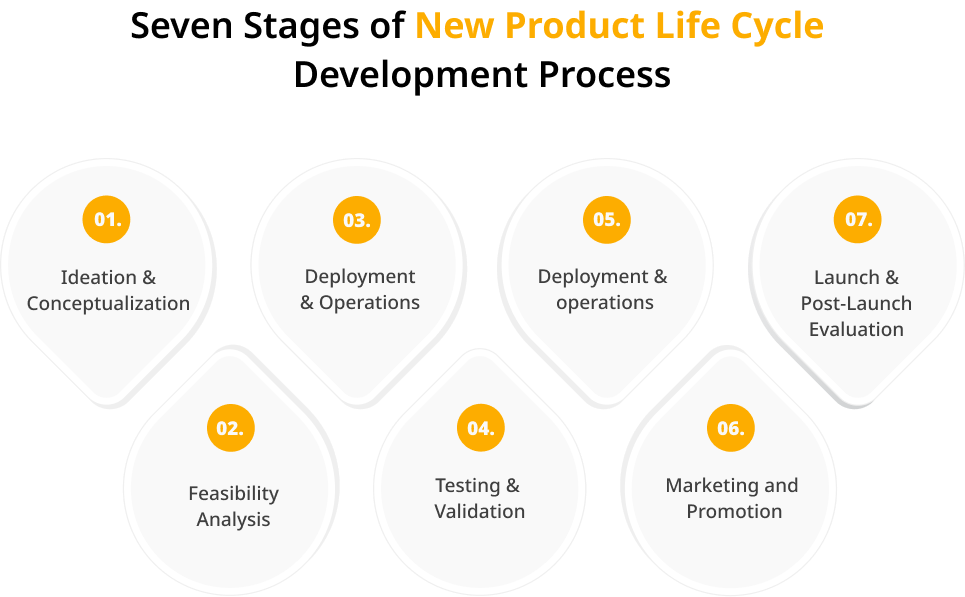 Seven Stages of New Product Life Cycle
Development Process
01.
Ideation &
Conceptualization
02.
Feasibility
Analysis
03.
Deployment
& Operations
04.
Testing &
Validation
05.
Deployment &
operations
06.
Marketing and
Promotion
07.
Launch &
Post-Launch
Evaluation